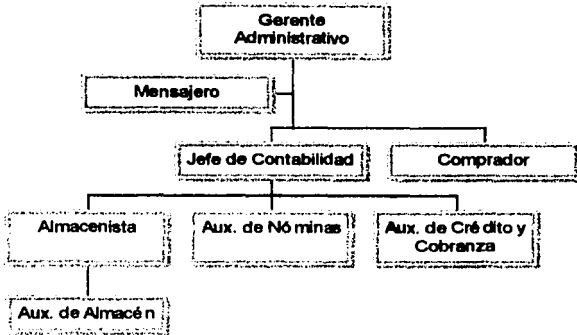 Gerente
Administrativo
Mensajero
Jefe de Contabilidad
Comprador
Almacenista
Aux. de Nóminas
Aux. de Crédito y
Cobranza
Aux. de Almacén